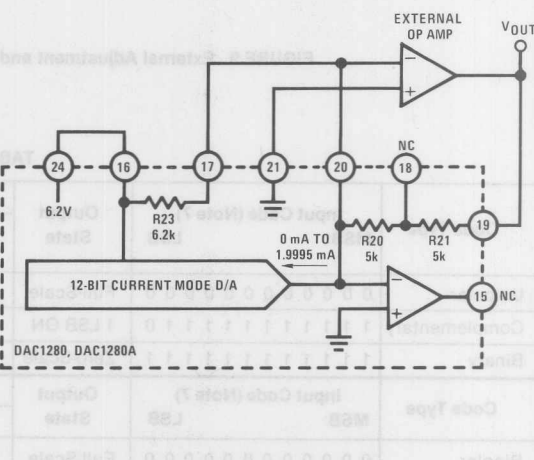 EXTERNAL
OP AMP
VOUT
NC
24
16
17
21
20
18
6.2V
R23
6.2k
19
0 mA TO
1.9995 mA
R20
5k
R21
5k
12-BIT CURRENT MODE D/A
15
NC
DAC1280, DAC1280A